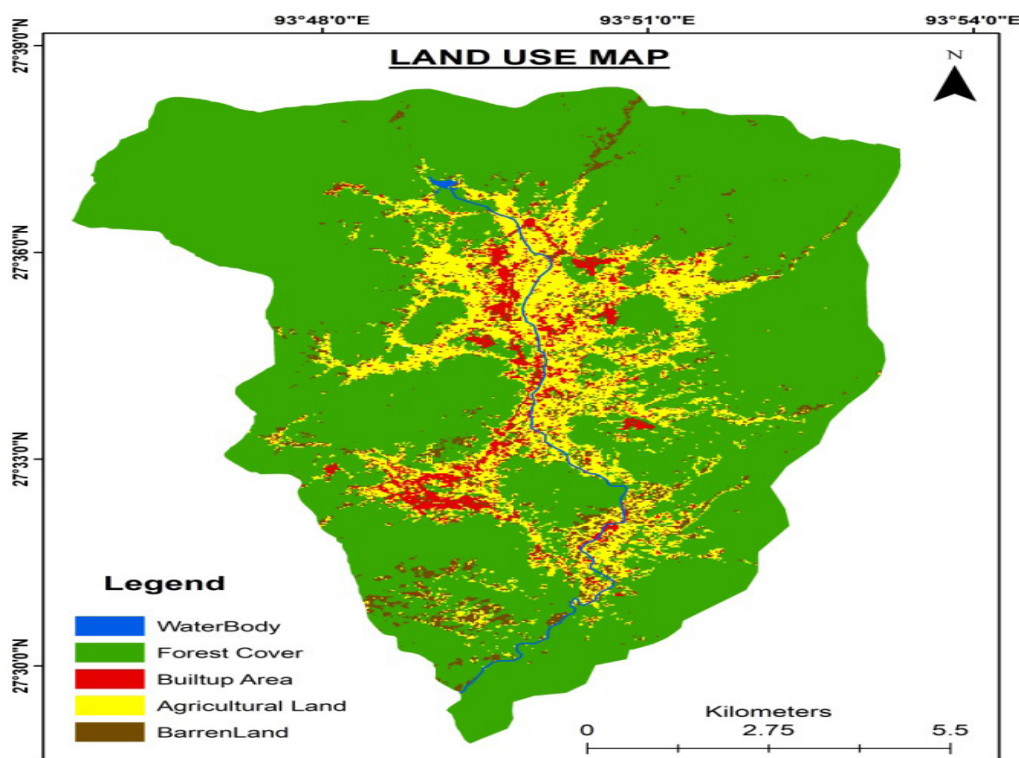 93°48'0"E 93°51'0"E 93°54'0"E
27°39'0"N
LAND USE MAP
N
27°36'0"N
27°33'0"N
27°30'0"N
Legend
WaterBody
Forest Cover
Builtup Area
Agricultural Land
BarrenLand
Kilometers
0 2.75 5.5